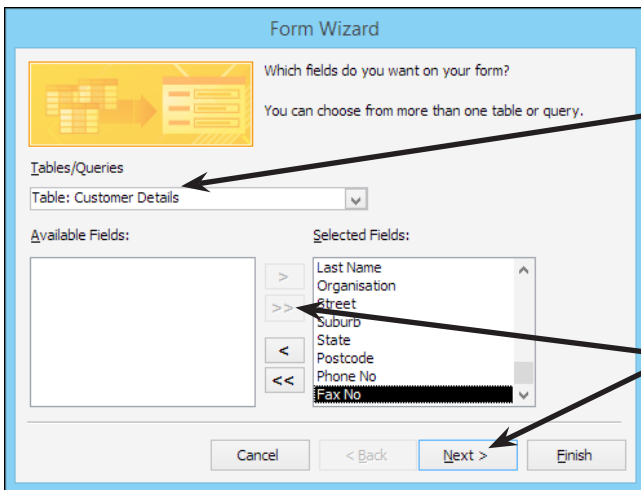 Form Wizard
Which fields do you want on your form?
You can choose from more than one table or query.
Tables/Queries
Table: Customer Details
Available Fields:
Selected Fields:
Last Name
Organisation
Street
Suburb
State
Postcode
Phone No
Fax No
>
>>
<
<<
Cancel
< Back
Next >
Finish